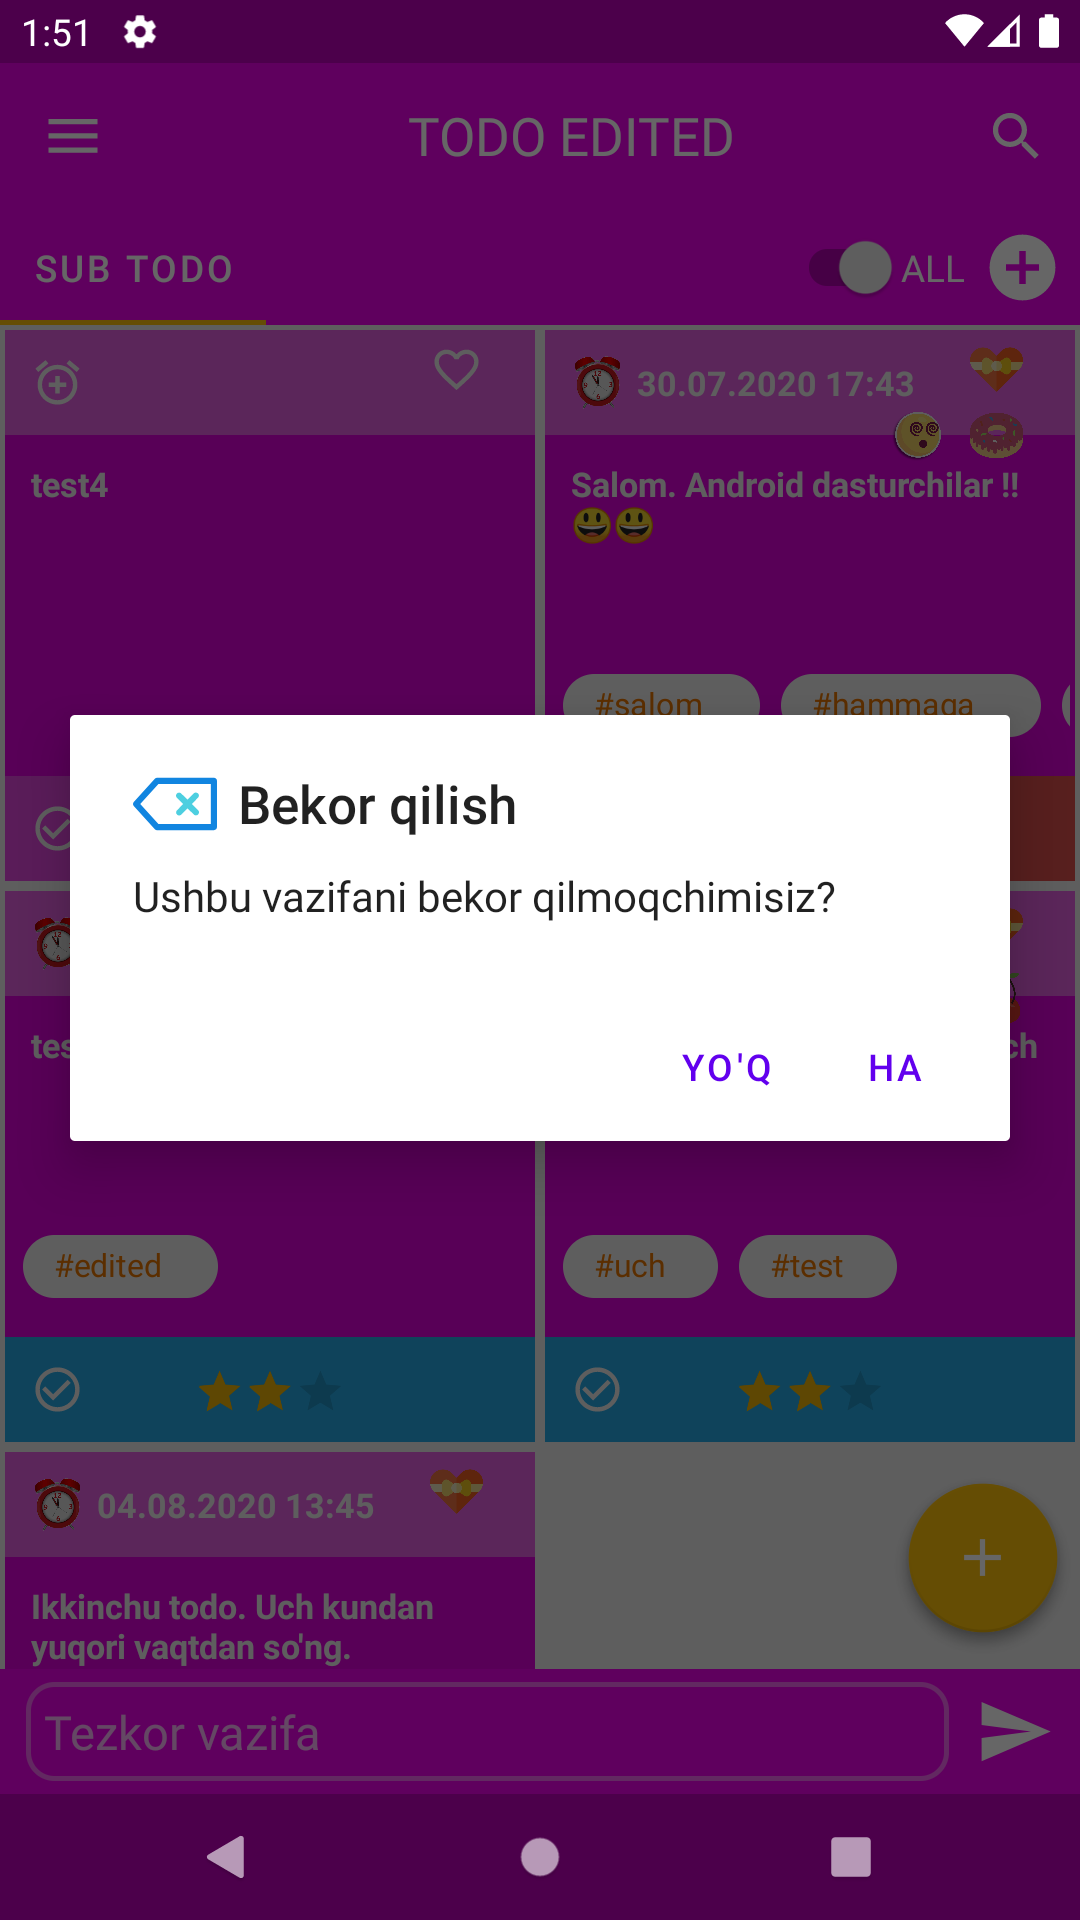 1:51
TODO EDITED
SUB TODO
ALL
30.07.2020 17:43
test4
Salom. Android dasturchilar !!
😃😃
#salom
#hammaga
Bekor qilish
Ushbu vazifani bekor qilmoqchimisiz?
YO'Q
HA
#edited
#uch
#test
04.08.2020 13:45
Ikkinchu todo. Uch kundan
yuqori vaqtdan so'ng.
Tezkor vazifa